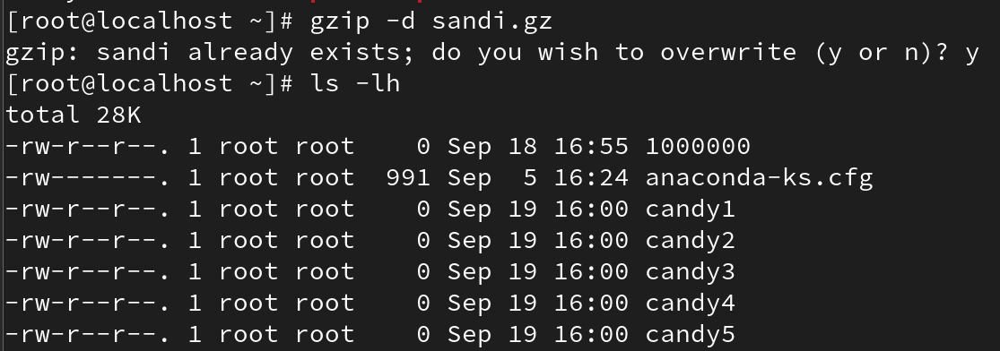 [root@localhost ~]# gzip -d sandi.gz
gzip: sandi already exists; do you wish to overwrite (y or n)? y
[root@localhost ~]# ls -lh
total 28K
-rw-r--r--. 1 root root    0 Sep 18 16:55 1000000
-rw-------. 1 root root  991 Sep  5 16:24 anaconda-ks.cfg
-rw-r--r--. 1 root root    0 Sep 19 16:00 candy1
-rw-r--r--. 1 root root    0 Sep 19 16:00 candy2
-rw-r--r--. 1 root root    0 Sep 19 16:00 candy3
-rw-r--r--. 1 root root    0 Sep 19 16:00 candy4
-rw-r--r--. 1 root root    0 Sep 19 16:00 candy5